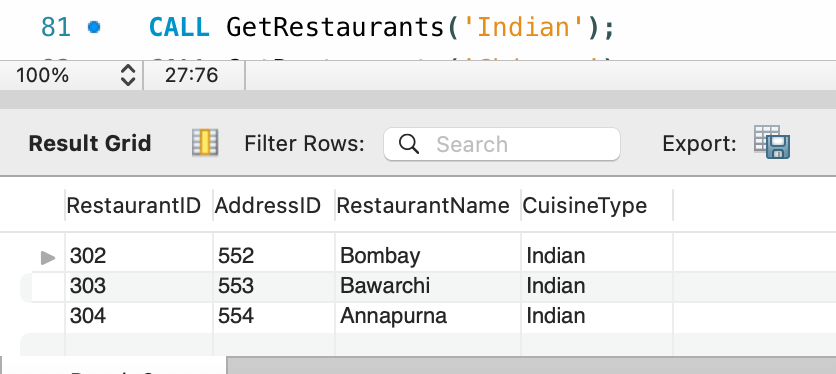 81 CALL GetRestaurants('Indian');
100% 27:76
Result Grid Filter Rows: Search Export:
RestaurantID AddressID RestaurantName CuisineType
302 552 Bombay Indian
303 553 Bawarchi Indian
304 554 Annapurna Indian